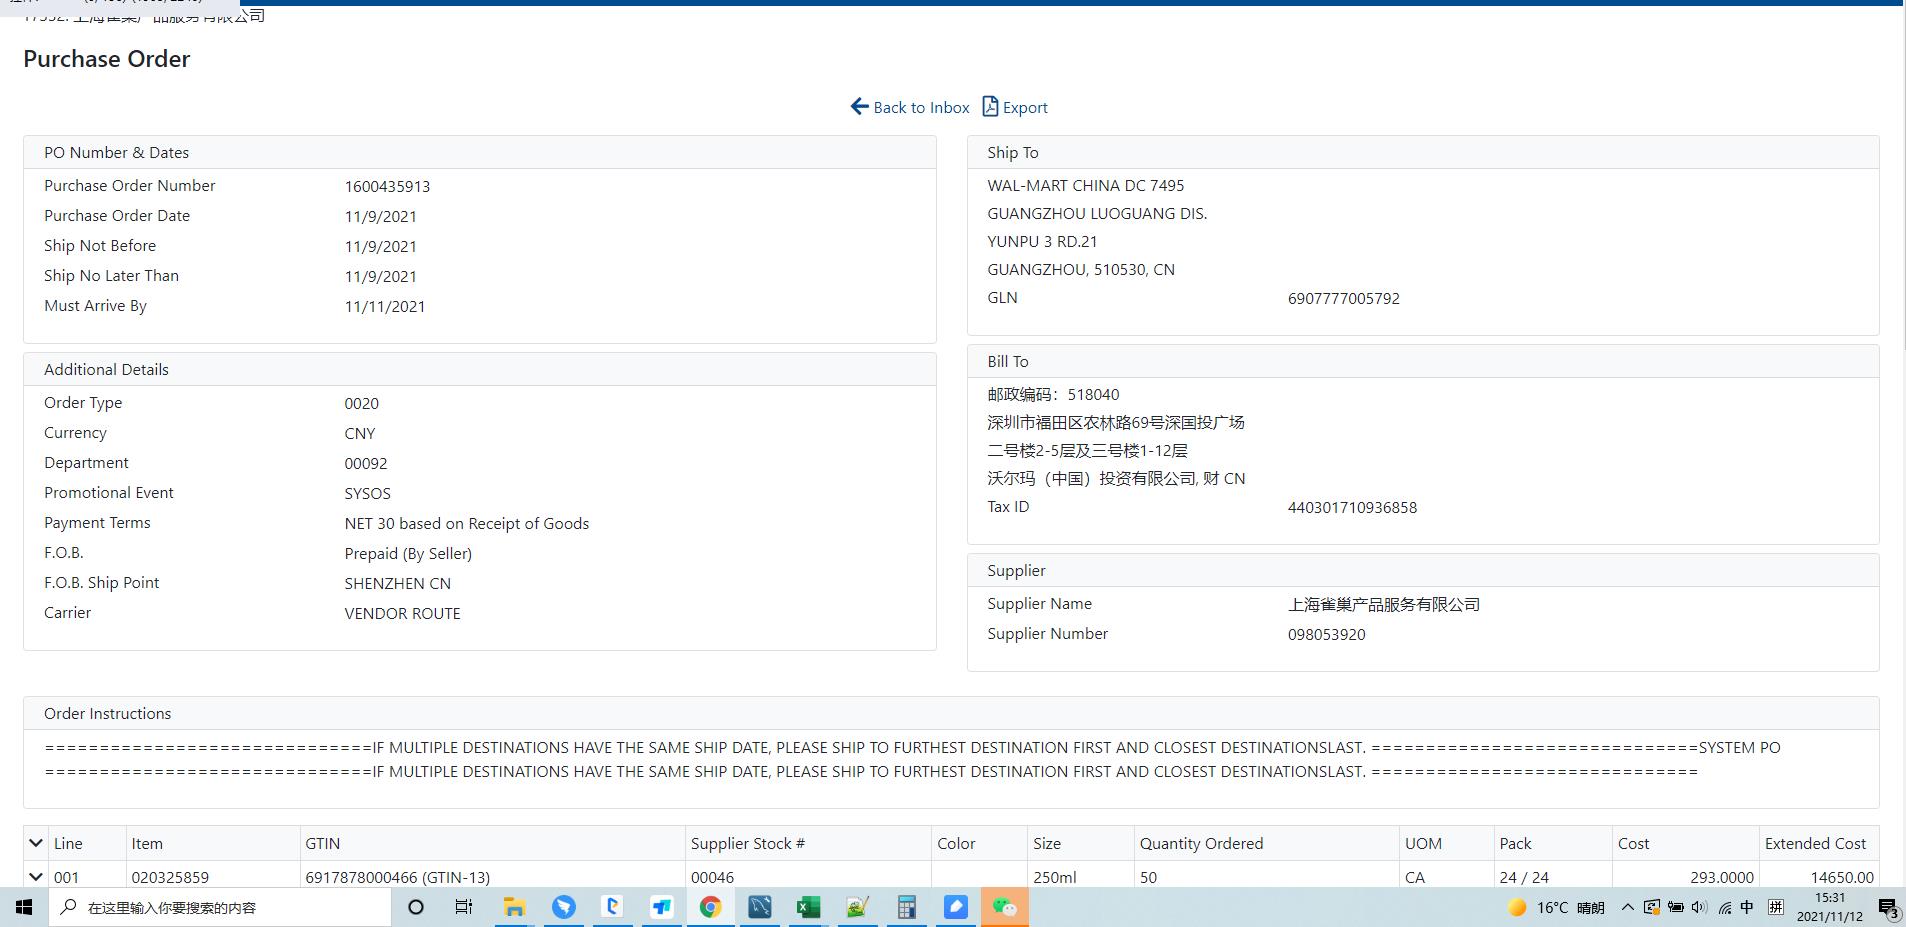 17552. 上海雀巢产品服务有限公司
Purchase Order
Back to Inbox Export
PO Number & Dates
Purchase Order Number 1600435913
Purchase Order Date 11/9/2021
Ship Not Before 11/9/2021
Ship No Later Than 11/9/2021
Must Arrive By 11/11/2021
Additional Details
Order Type 0020
Currency CNY
Department 00092
Promotional Event SYSOS
Payment Terms NET 30 based on Receipt of Goods
F.O.B. Prepaid (By Seller)
F.O.B. Ship Point SHENZHEN CN
Carrier VENDOR ROUTE
Ship To
WAL-MART CHINA DC 7495
GUANGZHOU LUOGUANG DIS.
YUNPU 3 RD.21
GUANGZHOU, 510530, CN
GLN 6907777005792
Bill To
邮政编码：518040
深圳市福田区农林路69号深国投广场
二号楼2-5层及三号楼1-12层
沃尔玛（中国）投资有限公司, 财 CN
Tax ID 440301710936858
Supplier
Supplier Name 上海雀巢产品服务有限公司
Supplier Number 098053920
Order Instructions
==============================IF MULTIPLE DESTINATIONS HAVE THE SAME SHIP DATE, PLEASE SHIP TO FURTHEST DESTINATION FIRST AND CLOSEST DESTINATIONSLAST. ==============================SYSTEM PO
==============================IF MULTIPLE DESTINATIONS HAVE THE SAME SHIP DATE, PLEASE SHIP TO FURTHEST DESTINATION FIRST AND CLOSEST DESTINATIONSLAST. ==============================
Line Item GTIN Supplier Stock # Color Size Quantity Ordered UOM Pack Cost Extended Cost
001 020325859 6917878000466 (GTIN-13) 00046 250ml 50 CA 24 / 24 293.0000 14650.00
在这里输入你要搜索的内容
16°C 晴朗 中 拼 15:31
2021/11/12 3